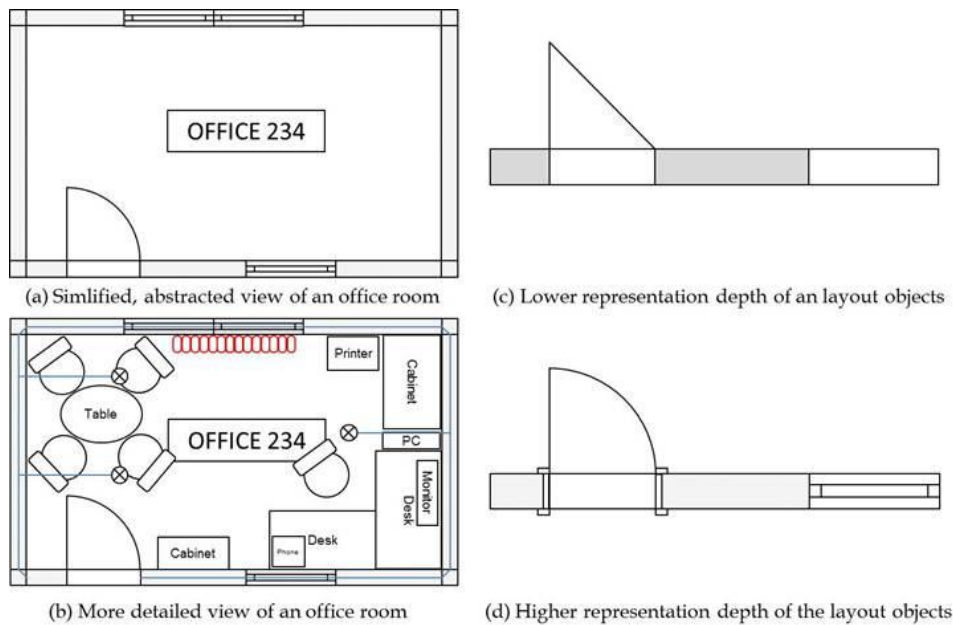 OFFICE 234
(a) Simlified, abstracted view of an office room
(c) Lower representation depth of an layout objects
Printer
Cabinet
Table
OFFICE 234
PC
Monitor
Desk
Desk
Phone
Cabinet
(b) More detailed view of an office room
(d) Higher representation depth of the layout objects